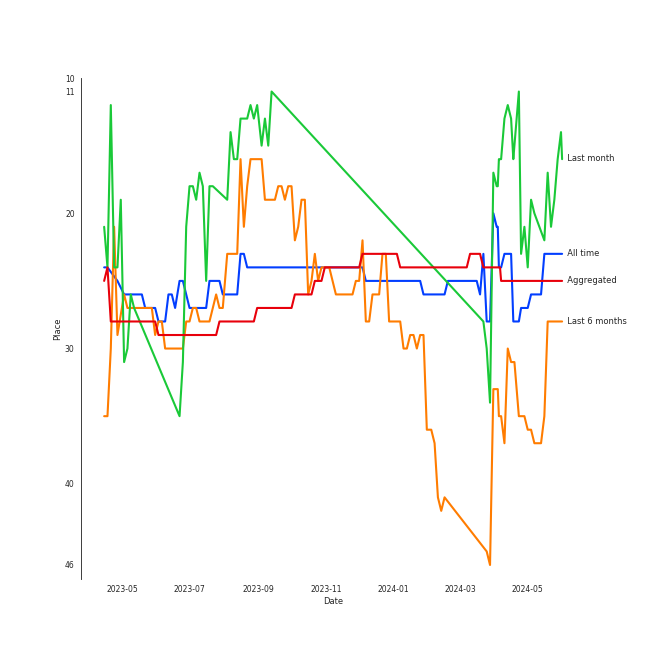 10
11
20
30
40
46
Place
2023-05
2023-07
2023-09
2023-11
2024-01
2024-03
2024-05
Date
Last month
All time
Aggregated
Last 6 months